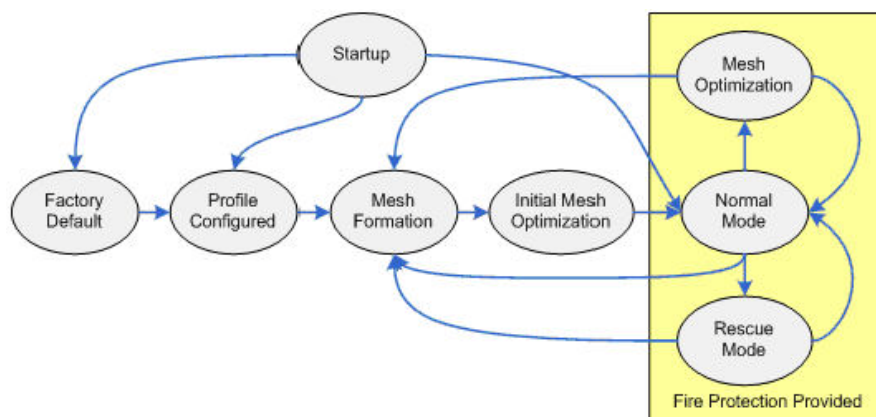 Startup
Mesh
Optimization
Factory
Default
Profile
Configured
Mesh
Formation
Initial Mesh
Optimization
Normal
Mode
Rescue
Mode
Fire Protection Provided